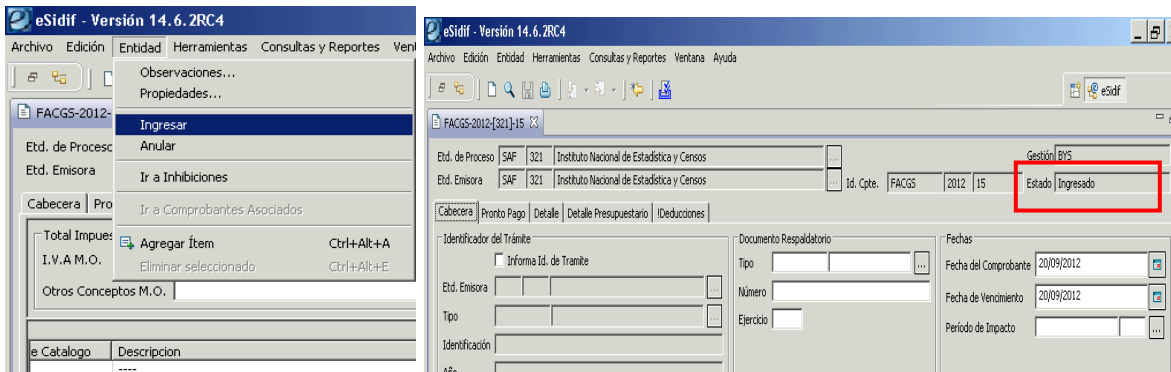 eSidif - Versión 14.6.2RC4
Archivo Edición Entidad Herramientas Consultas y Reportes Vent
Observaciones...
Propiedades...
FACGS-2012-
Ingresar
Etd. de Proceso
Anular
Etd. Emisora
Ir a Inhibiciones
Cabecera Pro
Ir a Comprobantes Asociados
Total Impues
I.V.A M.O.
Agregar Ítem Ctrl+Alt+A
Eliminar seleccionado Ctrl+Alt+E
Otros Conceptos M.O.
e Catalogo Descripcion
----
eSidif - Versión 14.6.2RC4
Archivo Edición Entidad Herramientas Consultas y Reportes Ventana Ayuda
eSidif
FACGS-2012-[321]-15
Etd. de Proceso SAF 321 Instituto Nacional de Estadística y Censos ... Gestión BYS
Etd. Emisora SAF 321 Instituto Nacional de Estadística y Censos ... Id. Cpte. FACGS 2012 15 Estado Ingresado
Cabecera Pronto Pago Detalle Detalle Presupuestario !Deducciones
Identificador del Trámite Documento Respaldatorio Fechas
Informa Id. de Tramite Tipo ... Fecha del Comprobante 20/09/2012
Etd. Emisora ... Número Fecha de Vencimiento 20/09/2012
Tipo ... Ejercicio Período de Impacto ...
Identificación
Año